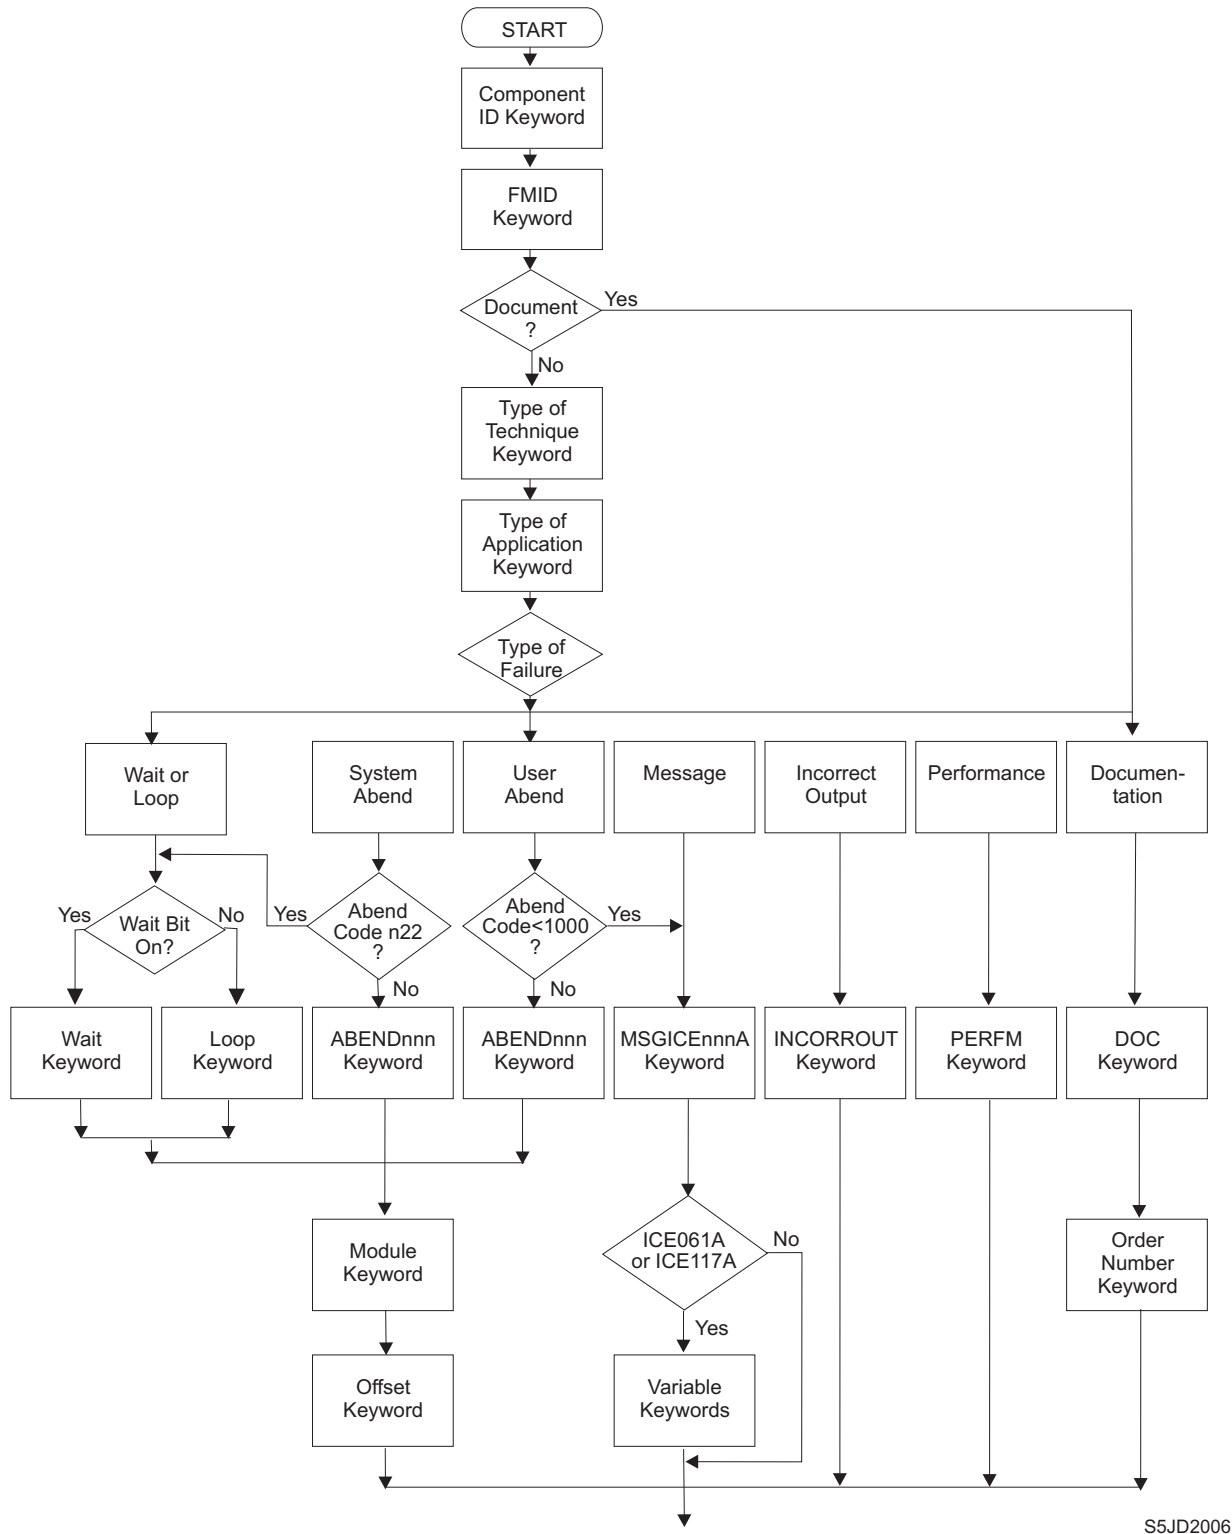 START
Component
ID Keyword
FMID
Keyword
Document
?
Yes
No
Type of
Technique
Keyword
Type of
Application
Keyword
Type of
Failure
Wait or
Loop
System
Abend
User
Abend
Message
Incorrect
Output
Performance
Documen-
tation
Yes
Wait Bit
On?
No
Yes
Abend
Code n22
?
No
Abend
Code<1000
?
Yes
No
Wait
Keyword
Loop
Keyword
ABENDnnn
Keyword
ABENDnnn
Keyword
MSGICEnnnA
Keyword
INCORROUT
Keyword
PERFM
Keyword
DOC
Keyword
Module
Keyword
ICE061A
or ICE117A
No
Yes
Order
Number
Keyword
Offset
Keyword
Variable
Keywords
S5JD2006